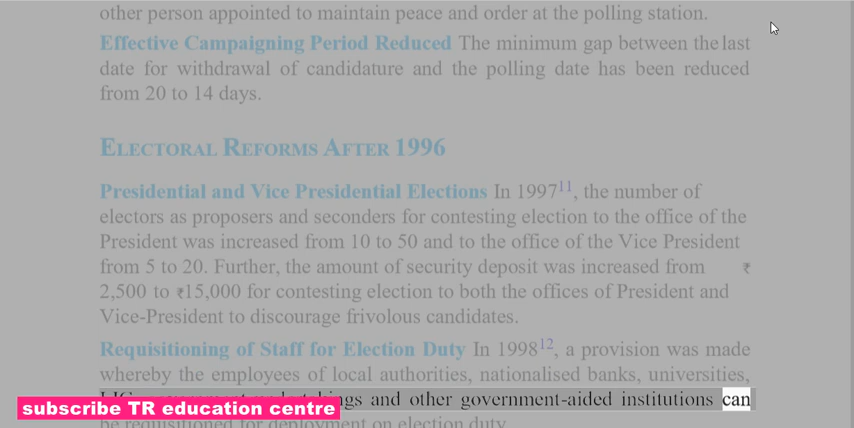 other person appointed to maintain peace and order at the polling station.
Effective Campaigning Period Reduced The minimum gap between the last
date for withdrawal of candidature and the polling date has been reduced
from 20 to 14 days.
ELECTORAL REFORMS AFTER 1996
Presidential and Vice Presidential Elections In 1997¹¹, the number of
electors as proposers and seconders for contesting election to the office of the
President was increased from 10 to 50 and to the office of the Vice President
from 5 to 20. Further, the amount of security deposit was increased from ₹
2,500 to ₹15,000 for contesting election to both the offices of President and
Vice-President to discourage frivolous candidates.
Requisitioning of Staff for Election Duty In 1998¹², a provision was made
whereby the employees of local authorities, nationalised banks, universities,
and other government-aided institutions can
be requisitioned for deployment on election duty.
subscribe TR education centre